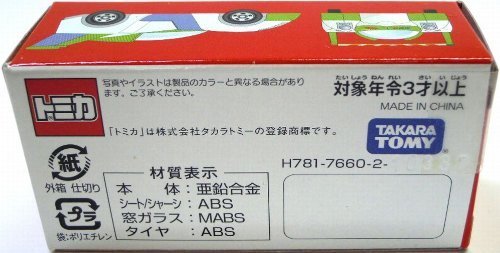 写真やイラストは製品のカラーと異なる場合があり
ます。ご了承ください。
たい しょう ねん れい さい い じょう
対象年令3才以上
MADE IN CHINA
トミカ
「トミカ」は株式会社タカラトミーの登録商標です。
TAKARA
TOMY
H781-7660-2-
紙
外箱 仕切り
プラ
袋:ポリエチレン
材質表示
本 体:亜鉛合金
シート/シャーシ:ABS
窓ガラス:MABS
タイヤ:ABS